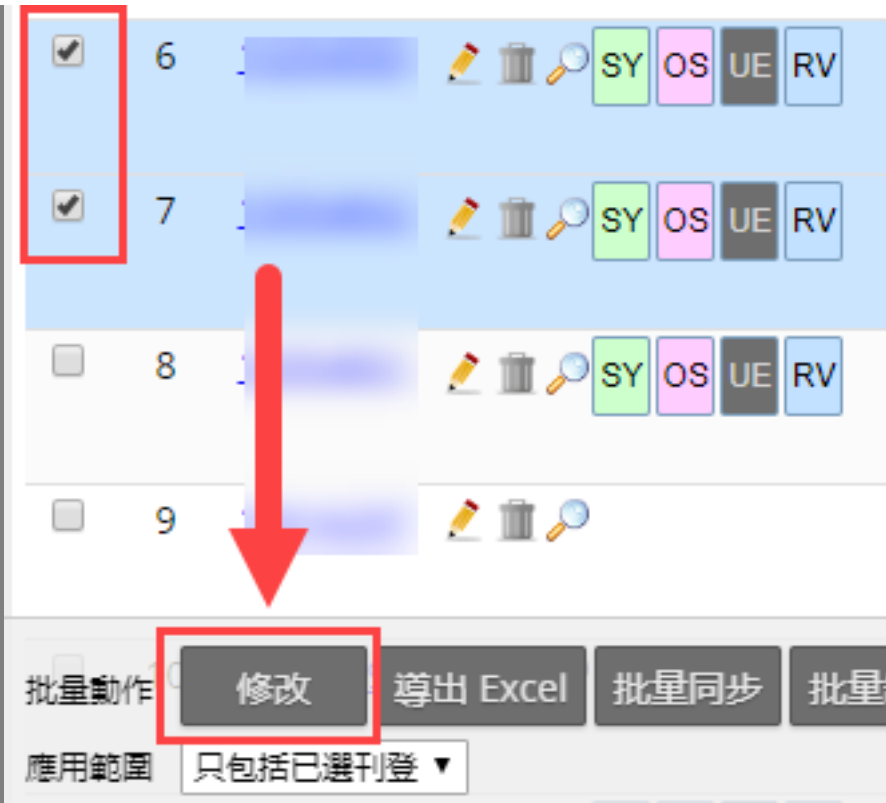 6 SY OS UE RV
7 SY OS UE RV
8 SY OS UE RV
9
批量動作 修改 導出 Excel 批量同步 批量
應用範圍 只包括已選刊登 ▼